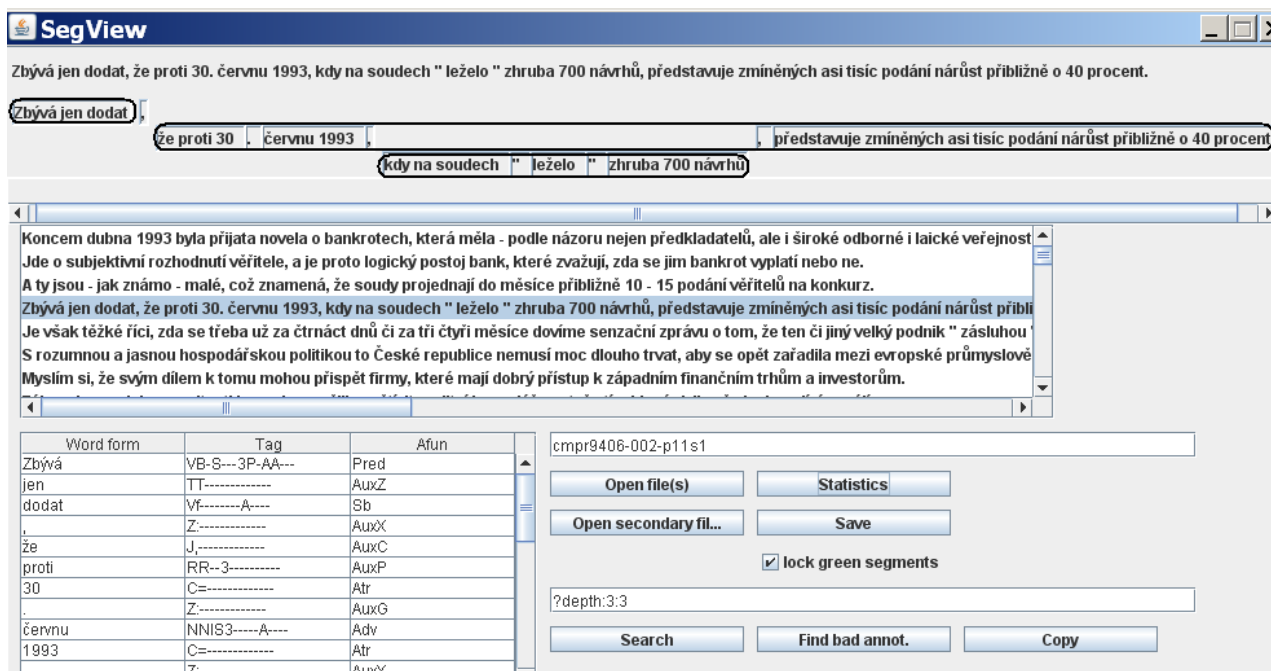 SegView
Zbývá jen dodat, že proti 30. červnu 1993, kdy na soudech " leželo " zhruba 700 návrhů, představuje zmíněných asi tisíc podání nárůst přibližně o 40 procent.
Zbývá jen dodat ,
že proti 30 . červnu 1993 , , představuje zmíněných asi tisíc podání nárůst přibližně o 40 procent
kdy na soudech " leželo " zhruba 700 návrhů
Koncem dubna 1993 byla přijata novela o bankrotech, která měla - podle názoru nejen předkladatelů, ale i široké odborné i laické veřejnost
Jde o subjektivní rozhodnutí věřitele, a je proto logický postoj bank, které zvažují, zda se jim bankrot vyplatí nebo ne.
A ty jsou - jak známo - malé, což znamená, že soudy projednají do měsíce přibližně 10 - 15 podání věřitelů na konkurz.
Zbývá jen dodat, že proti 30. červnu 1993, kdy na soudech " leželo " zhruba 700 návrhů, představuje zmíněných asi tisíc podání nárůst přibli
Je však těžké říci, zda se třeba už za čtrnáct dnů či za tři čtyři měsíce dovíme senzační zprávu o tom, že ten či jiný velký podnik " zásluhou "
S rozumnou a jasnou hospodářskou politikou to České republice nemusí moc dlouho trvat, aby se opět zařadila mezi evropské průmyslově
Myslím si, že svým dílem k tomu mohou přispět firmy, které mají dobrý přístup k západním finančním trhům a investorům.
Word form Tag Afun
Zbývá VB-S---3P-AA--- Pred
jen TT------------- AuxZ
dodat Vf--------A---- Sb
, Z:------------- AuxX
že J,------------- AuxC
proti RR--3---------- AuxP
30 C=------------- Atr
. Z:------------- AuxG
červnu NNIS3-----A---- Adv
1993 C=------------- Atr
Z:------------- AuxX
cmpr9406-002-p11s1
Open file(s) Statistics
Open secondary fil... Save
lock green segments
?depth:3:3
Search Find bad annot. Copy